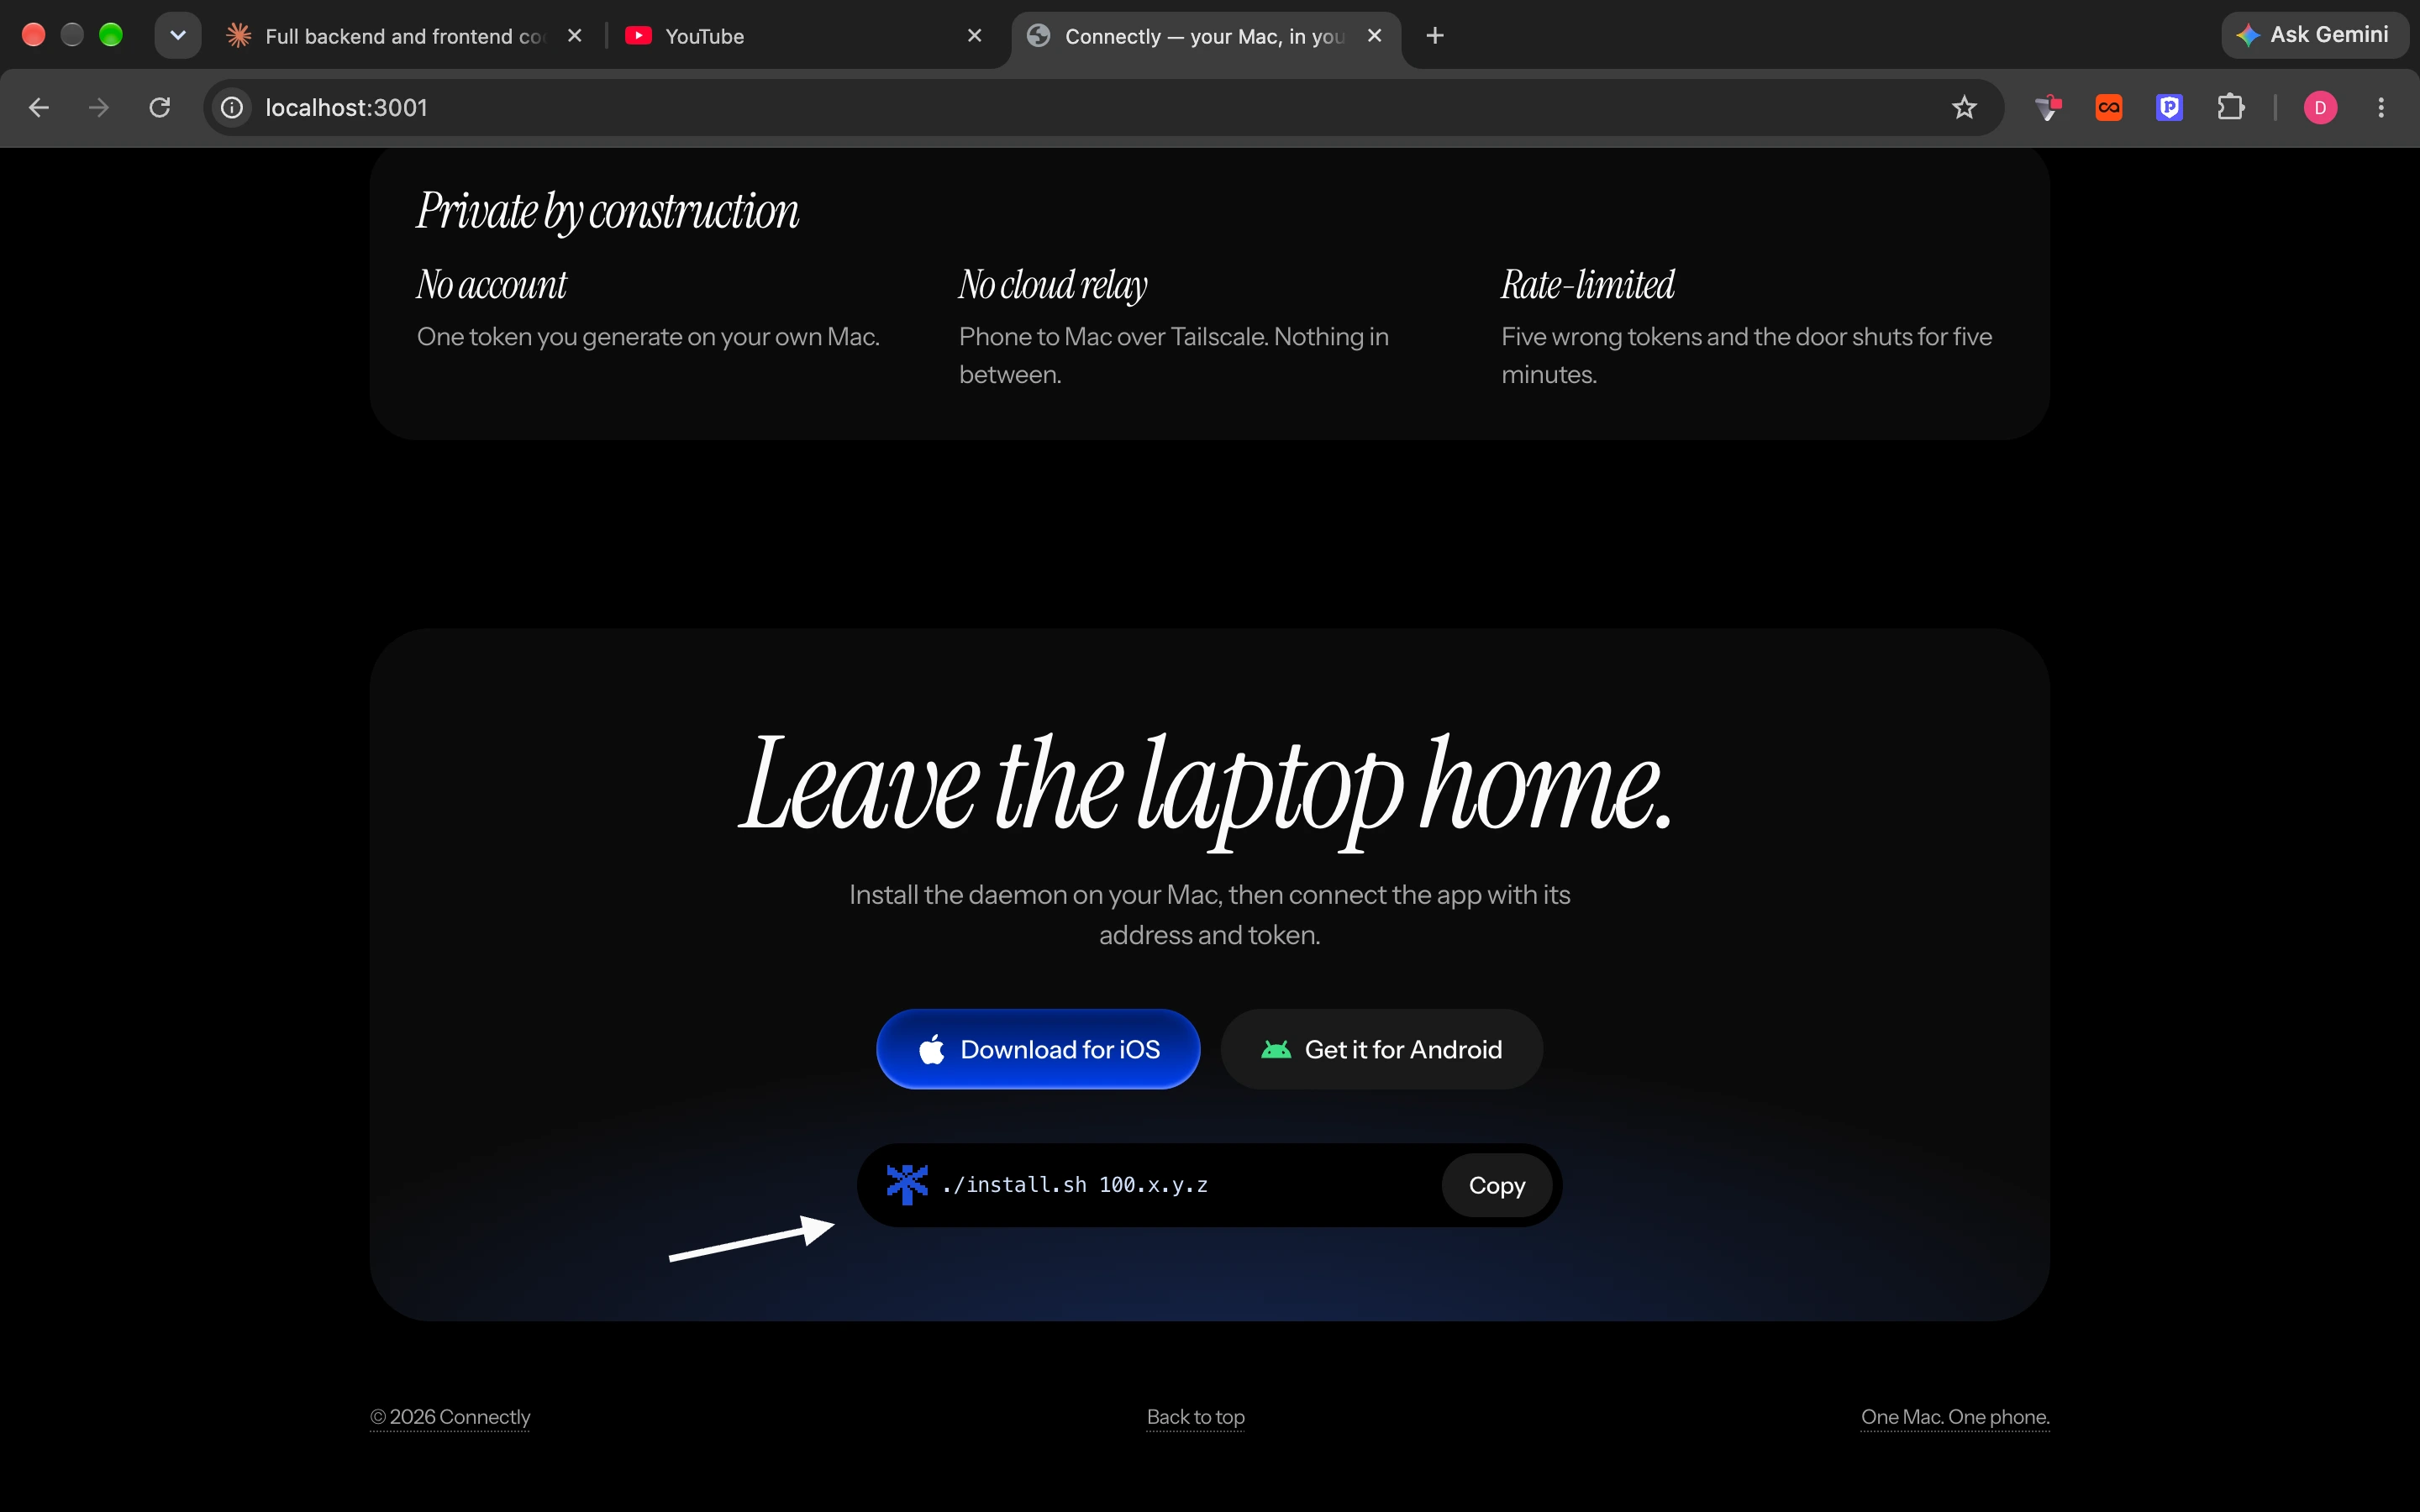 Full backend and frontend co
YouTube
Connectly — your Mac, in you
Ask Gemini
localhost:3001
D
Private by construction
No account
One token you generate on your own Mac.
No cloud relay
Phone to Mac over Tailscale. Nothing in
between.
Rate-limited
Five wrong tokens and the door shuts for five
minutes.
Leave the laptop home.
Install the daemon on your Mac, then connect the app with its
address and token.
Download for iOS
Get it for Android
./install.sh 100.x.y.z
Copy
© 2026 Connectly
Back to top
One Mac. One phone.